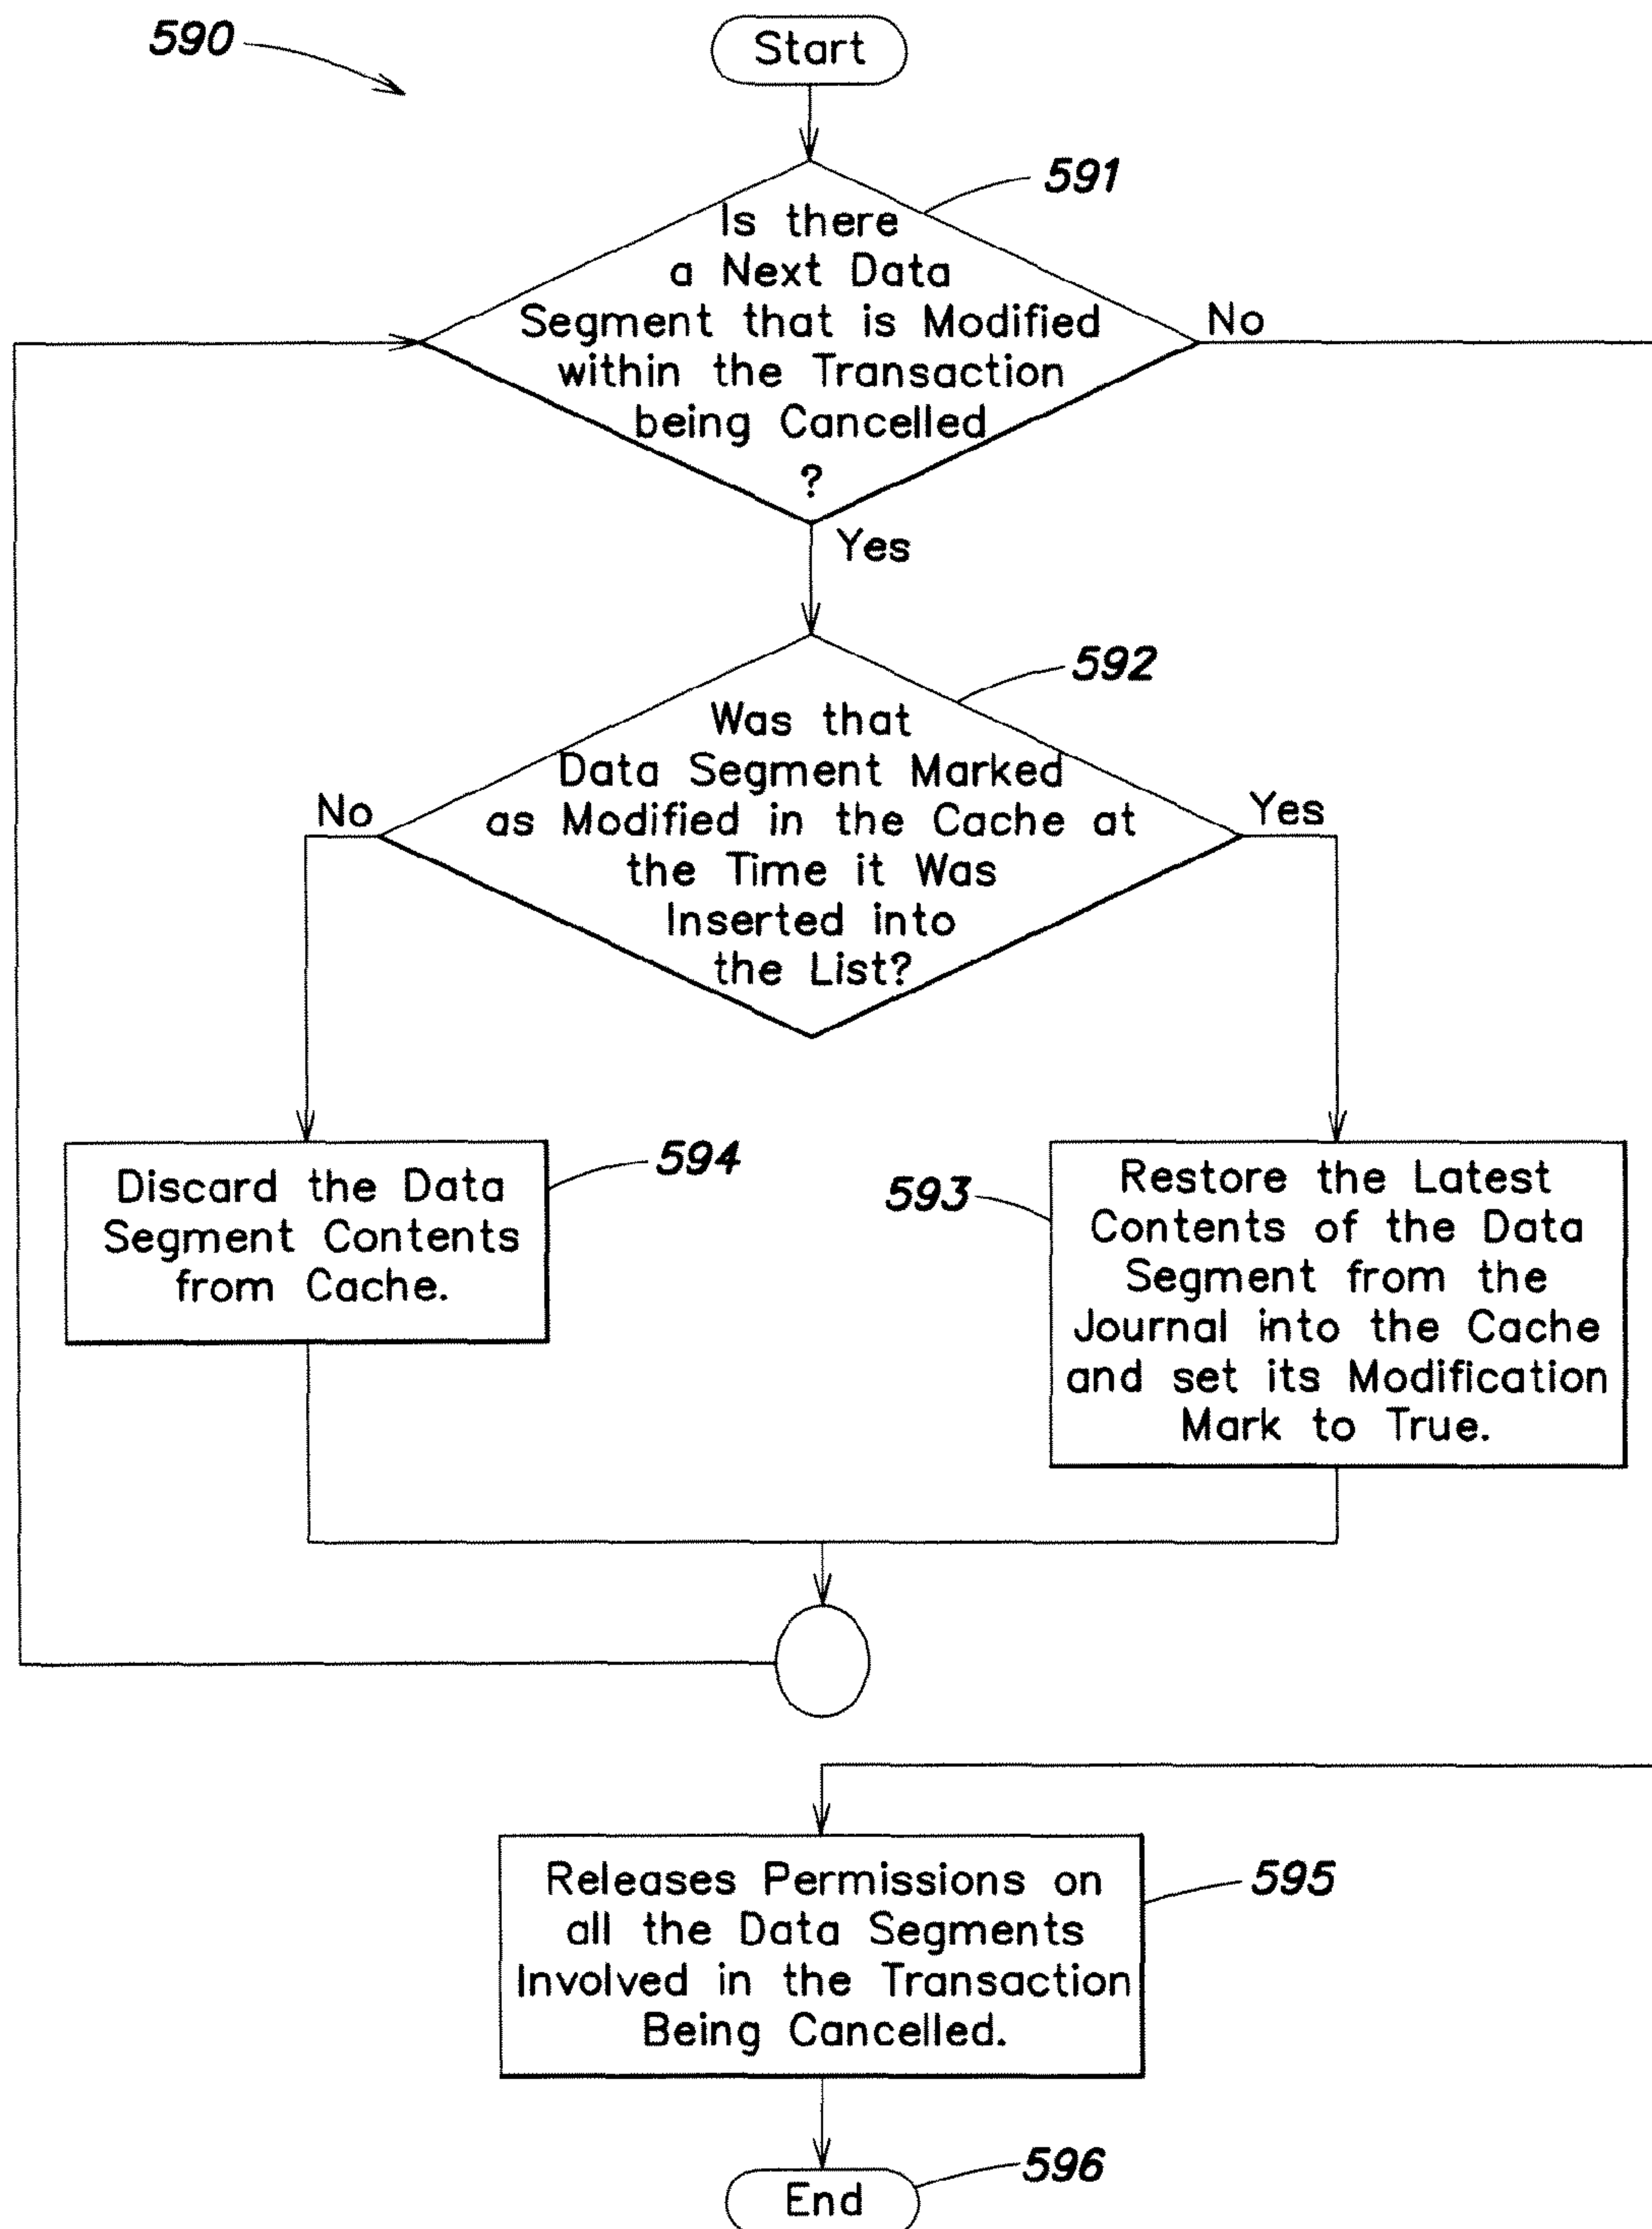 590
Start
591
Is there
a Next Data
Segment that is Modified
within the Transaction
being Cancelled
?
No
Yes
592
Was that
Data Segment Marked
as Modified in the Cache at
the Time it Was
Inserted into
the List?
No
Yes
594
Discard the Data
Segment Contents
from Cache.
593
Restore the Latest
Contents of the Data
Segment from the
Journal into the Cache
and set its Modification
Mark to True.
595
Releases Permissions on
all the Data Segments
Involved in the Transaction
Being Cancelled.
596
End